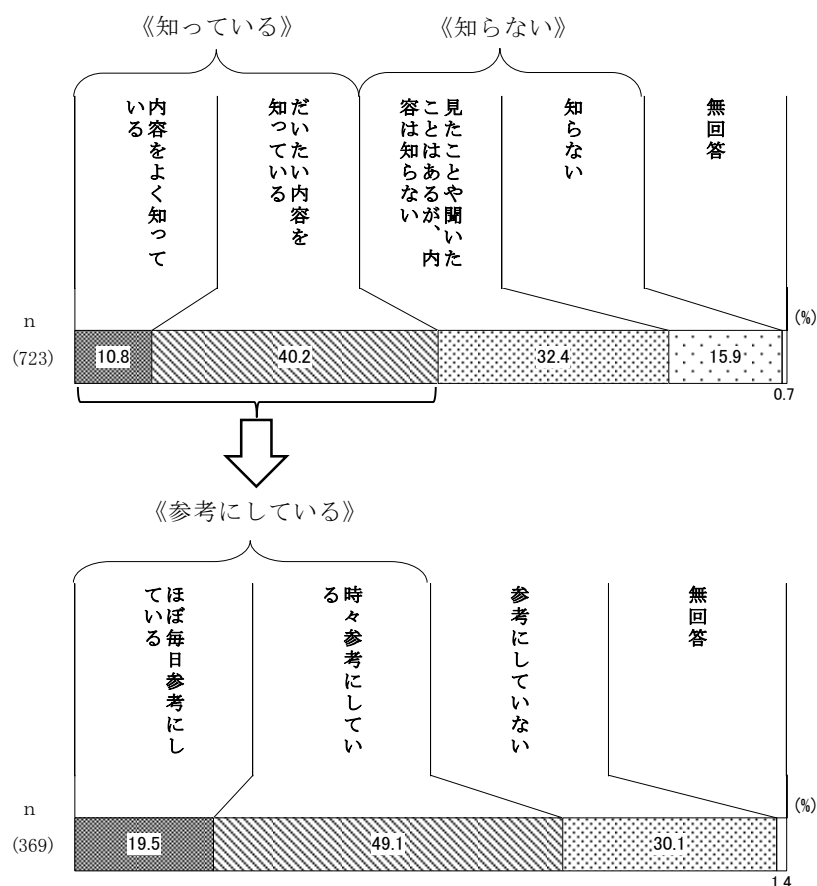 《知っている》
《知らない》
内容をよく知って
いる
だいたい内容を
知っている
見たことや聞いた
ことはあるが、内
容は知らない
知らない
無回答
n
(%)
(723)
10.8
40.2
32.4
15.9
0.7
《参考にしている》
ほぼ毎日参考にし
ている
時々参考にしてい
る
参考にしていない
無回答
n
(%)
(369)
19.5
49.1
30.1
1.4